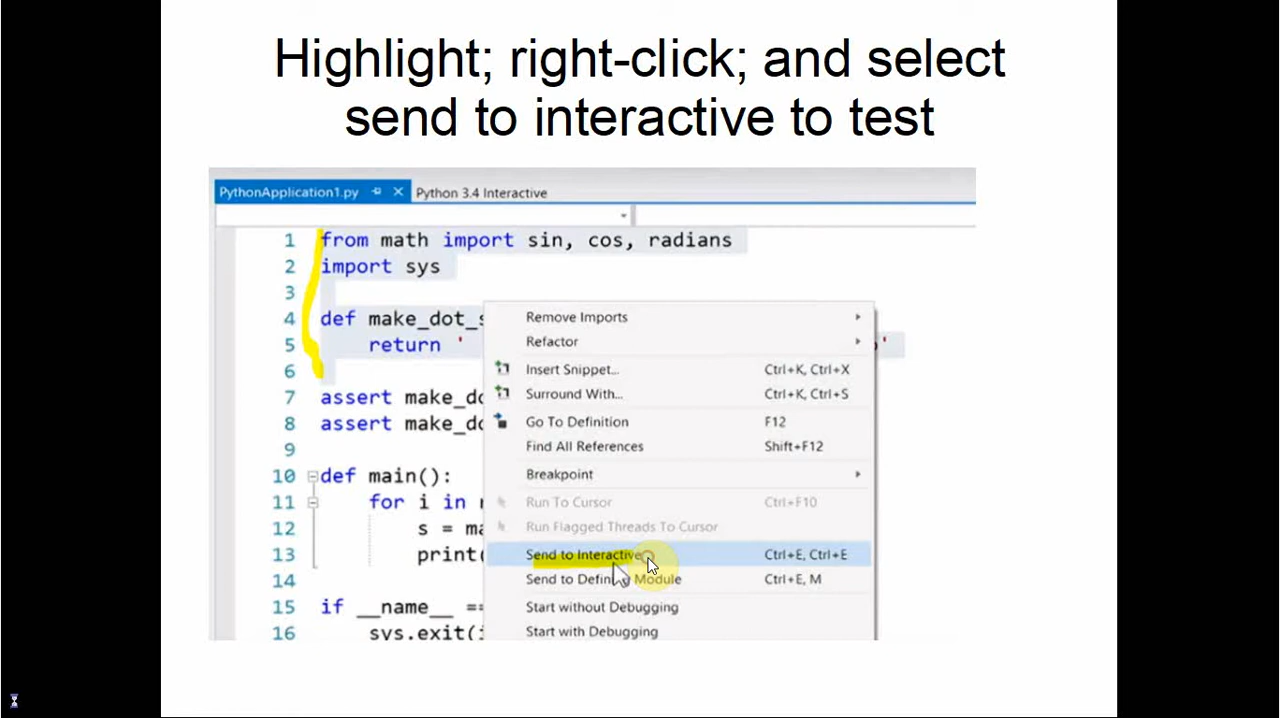 Highlight; right-click; and select
send to interactive to test
PythonApplication1.py
Python 3.4 Interactive
1 from math import sin, cos, radians
2 import sys
3
4 def
5 return '
6
7 assert
8 assert
9
10 def main():
11 for i in
12 s =
13 print(
14
15 if __name__ ==
16 sys.exit(
Remove Imports
Refactor
Insert Snippet... Ctrl+K, Ctrl+X
Surround With... Ctrl+K, Ctrl+S
Go To Definition F12
Find All References Shift+F12
Breakpoint
Run To Cursor Ctrl+F10
Run Flagged Threads To Cursor
Send to Interactive Ctrl+E, Ctrl+E
Send to Defining Module Ctrl+E, M
Start without Debugging
Start with Debugging